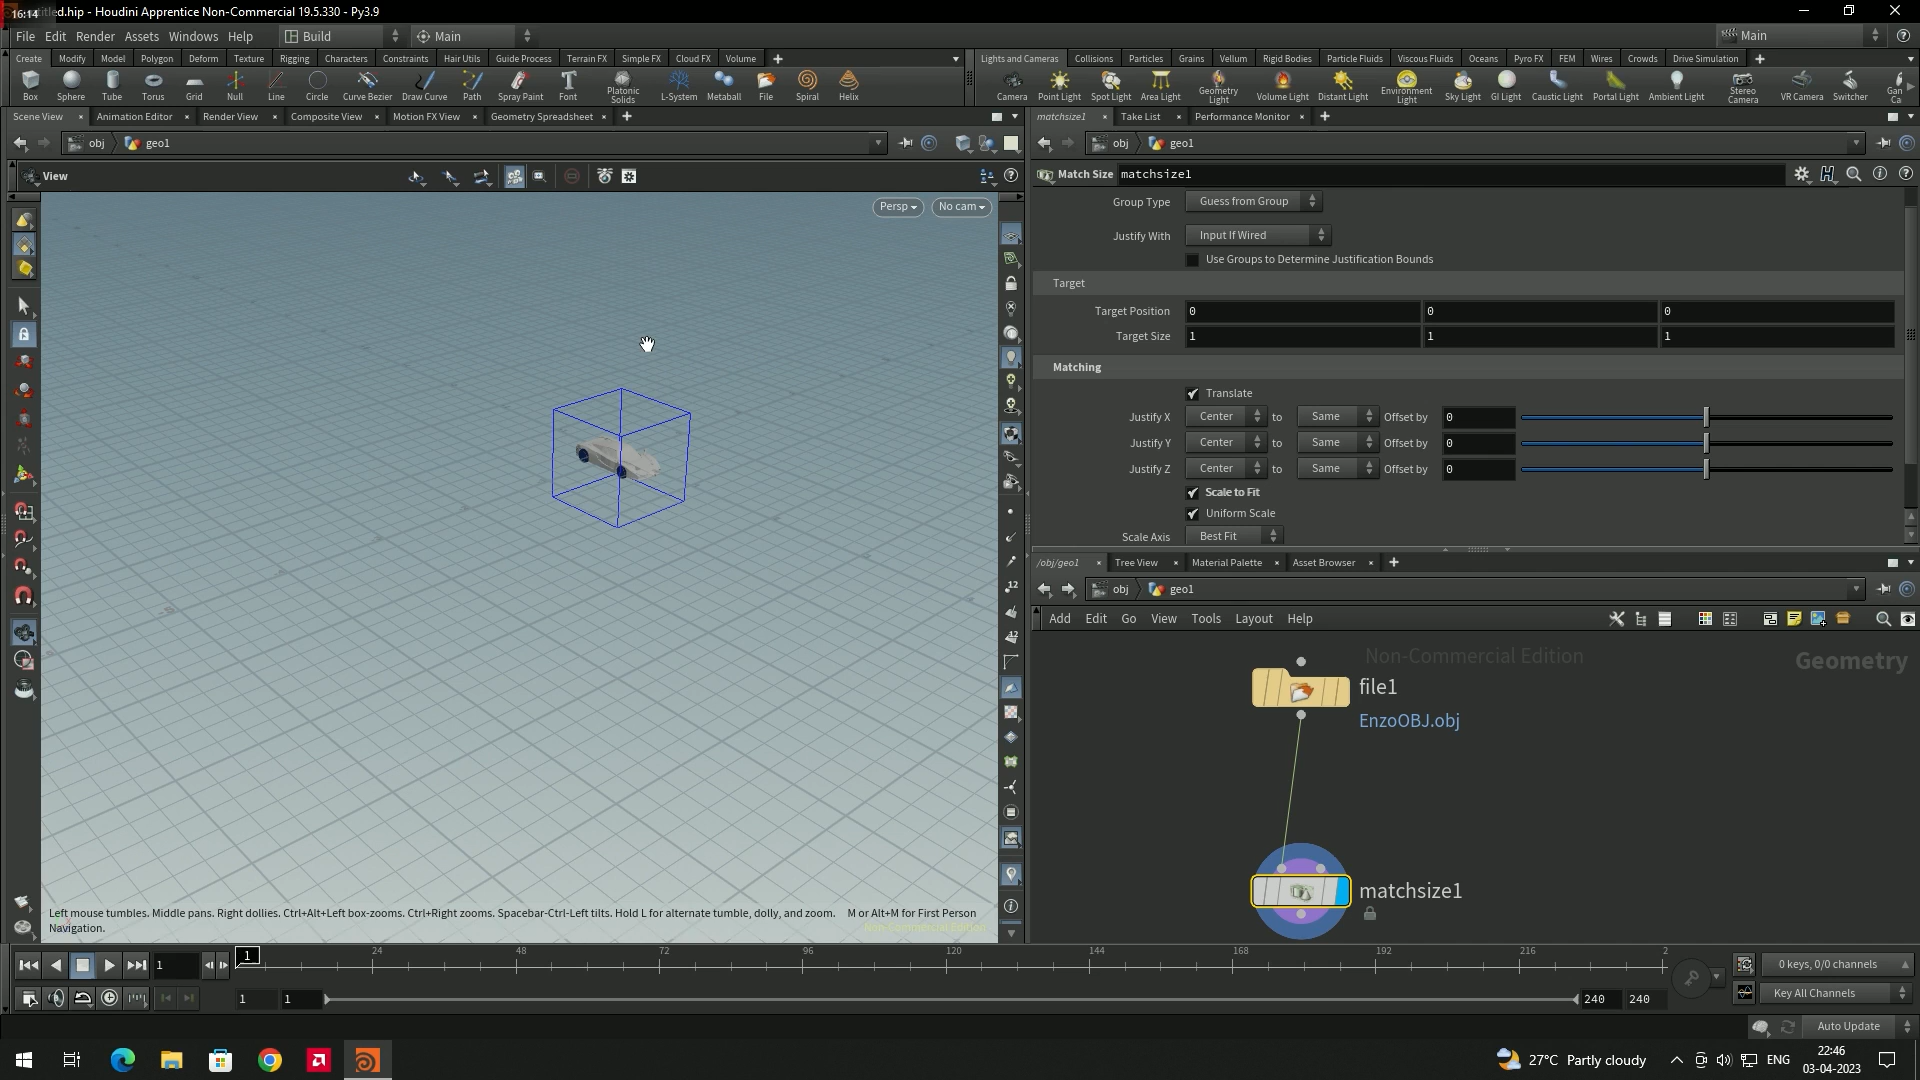 16:14 untitled.hip - Houdini Apprentice Non-Commercial 19.5.330 - Py3.9
File Edit Render Assets Windows Help Build Main Main
Create Modify Model Polygon Deform Texture Rigging Characters Constraints Hair Utils Guide Process Terrain FX Simple FX Cloud FX Volume
Lights and Cameras Collisions Particles Grains Vellum Rigid Bodies Particle Fluids Viscous Fluids Oceans Pyro FX FEM Wires Crowds Drive Simulation
Box Sphere Tube Torus Grid Null Line Circle Curve Bezier Draw Curve Path Spray Paint Font Platonic Solids L-System Metaball File Spiral Helix
Camera Point Light Spot Light Area Light Geometry Light Volume Light Distant Light Environment Light Sky Light GI Light Caustic Light Portal Light Ambient Light Stereo Camera VR Camera Switcher Gan Ca
Scene View Animation Editor Render View Composite View Motion FX View Geometry Spreadsheet
matchsize1 Take List Performance Monitor
obj geo1
obj geo1
View
Persp No cam
Match Size matchsize1
Group Type Guess from Group
Justify With Input If Wired
Use Groups to Determine Justification Bounds
Target
Target Position 0 0 0
Target Size 1 1 1
Matching
Translate
Justify X Center to Same Offset by 0
Justify Y Center to Same Offset by 0
Justify Z Center to Same Offset by 0
Scale to Fit
Uniform Scale
Scale Axis Best Fit
/obj/geo1 Tree View Material Palette Asset Browser
obj geo1
Add Edit Go View Tools Layout Help
Non-Commercial Edition
Geometry
file1
EnzoOBJ.obj
matchsize1
12
12
Left mouse tumbles. Middle pans. Right dollies. Ctrl+Alt+Left box-zooms. Ctrl+Right zooms. Spacebar-Ctrl-Left tilts. Hold L for alternate tumble, dolly, and zoom. M or Alt+M for First Person
Navigation.
Non-Commercial Edition
1 1 24 48 72 96 120 144 168 192 216 2
0 keys, 0/0 channels
1 1 240 240
Key All Channels
Auto Update
27°C Partly cloudy ENG 22:46
03-04-2023